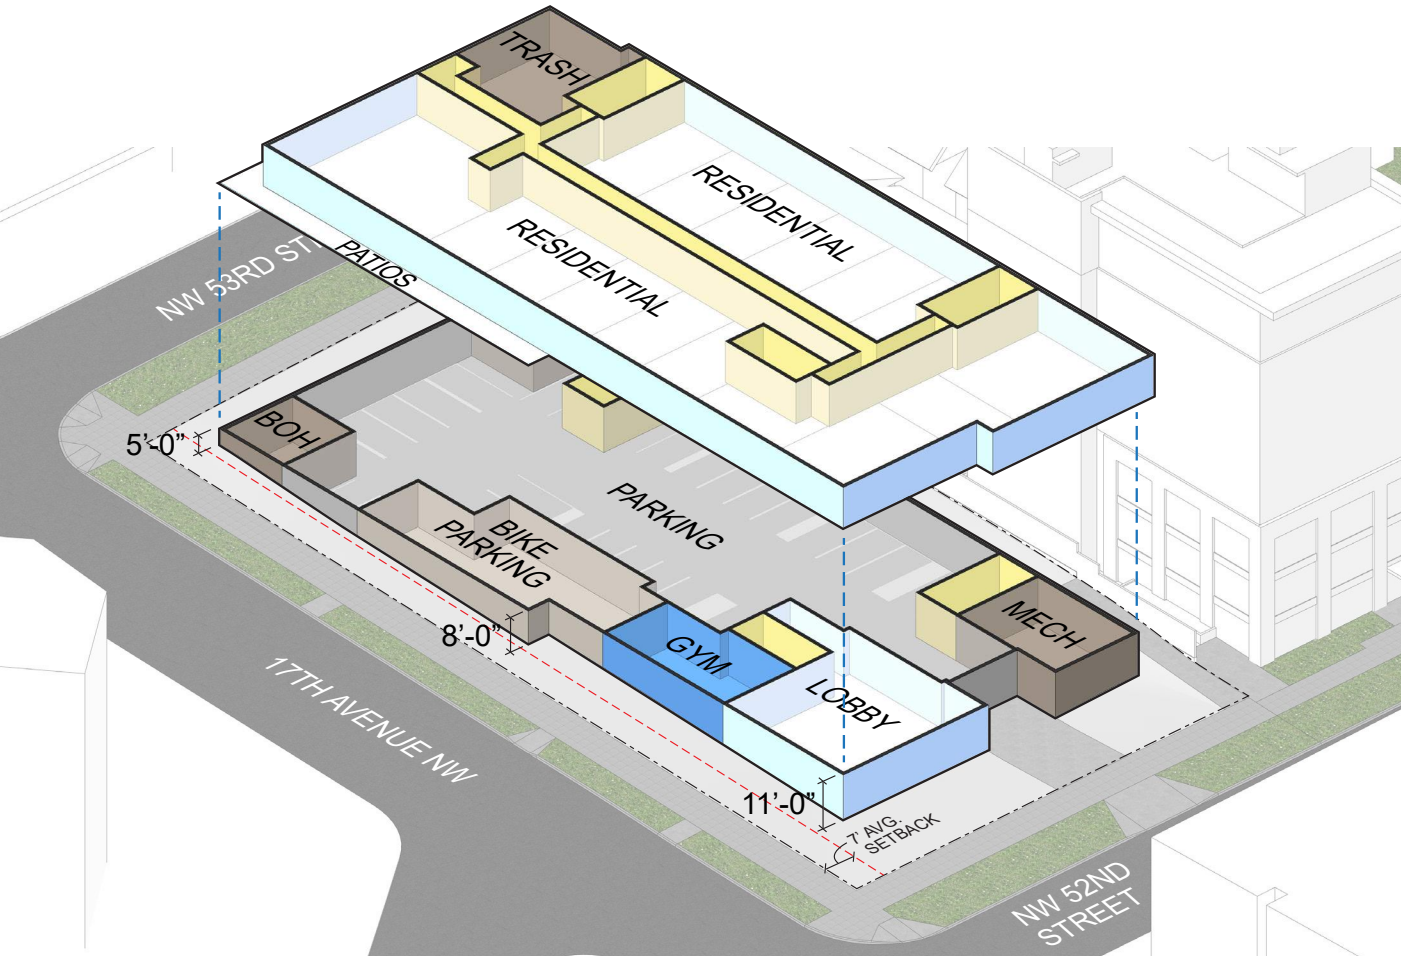 TRASH
RESIDENTIAL
RESIDENTIAL
NW 53RD ST
PATIOS
BOH
5'-0"
PARKING
BIKE
PARKING
8'-0"
GYM
MECH
LOBBY
17TH AVENUE NW
11'-0"
7' AVG.
SETBACK
NW 52ND
STREET